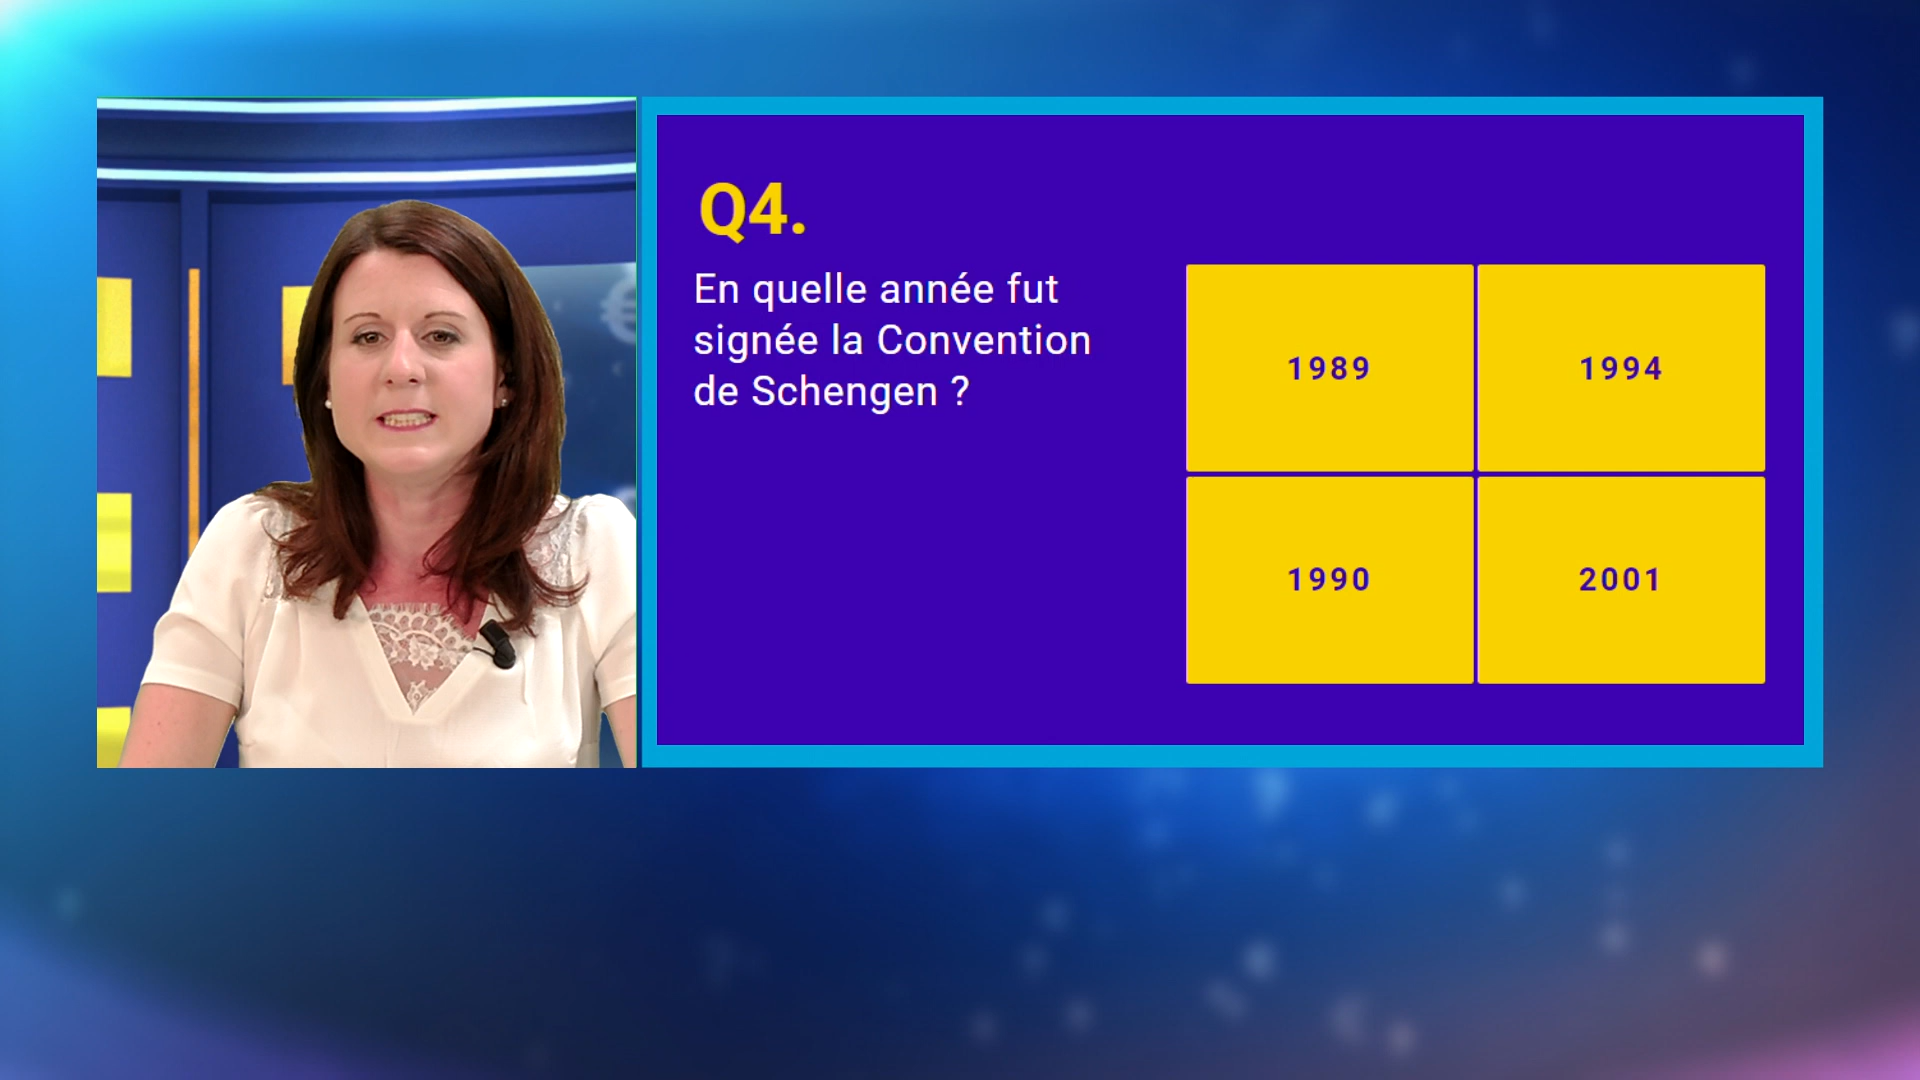 Q4.
En quelle année fut
signée la Convention
de Schengen ?
1989
1994
1990
2001
€